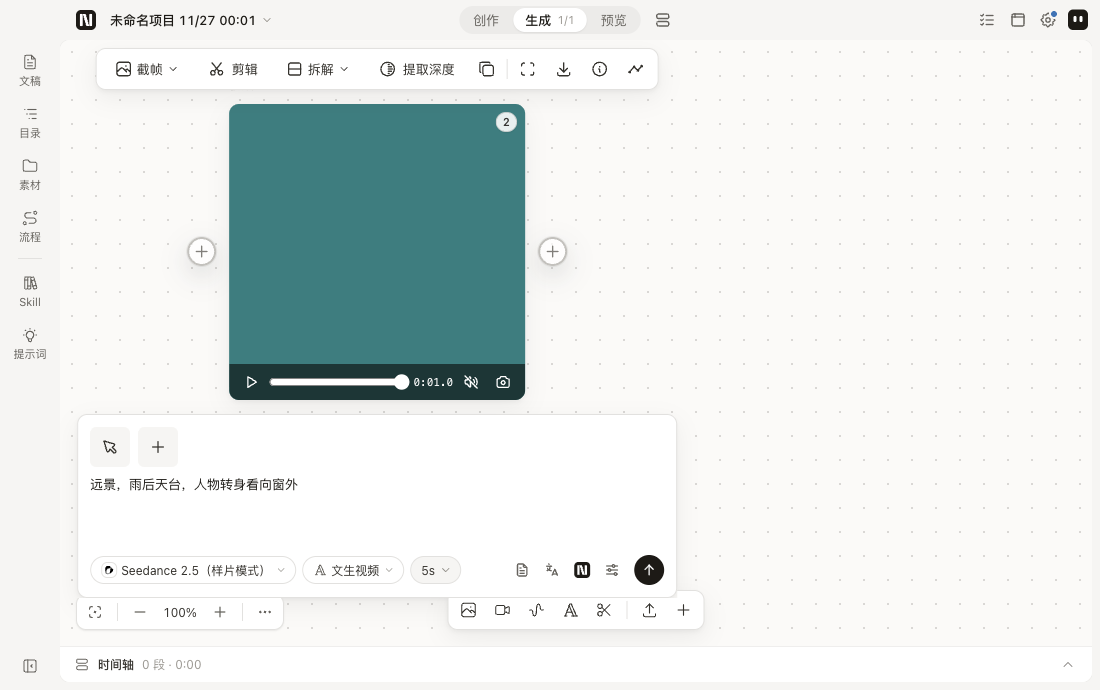 未命名项目 11/27 00:01
创作 生成 1/1 预览
文稿
目录
素材
流程
Skill
提示词
截帧 剪辑 拆解 提取深度
2
0:01.0
远景，雨后天台，人物转身看向窗外
Seedance 2.5（样片模式） 文生视频 5s
100%
时间轴 0 段 · 0:00